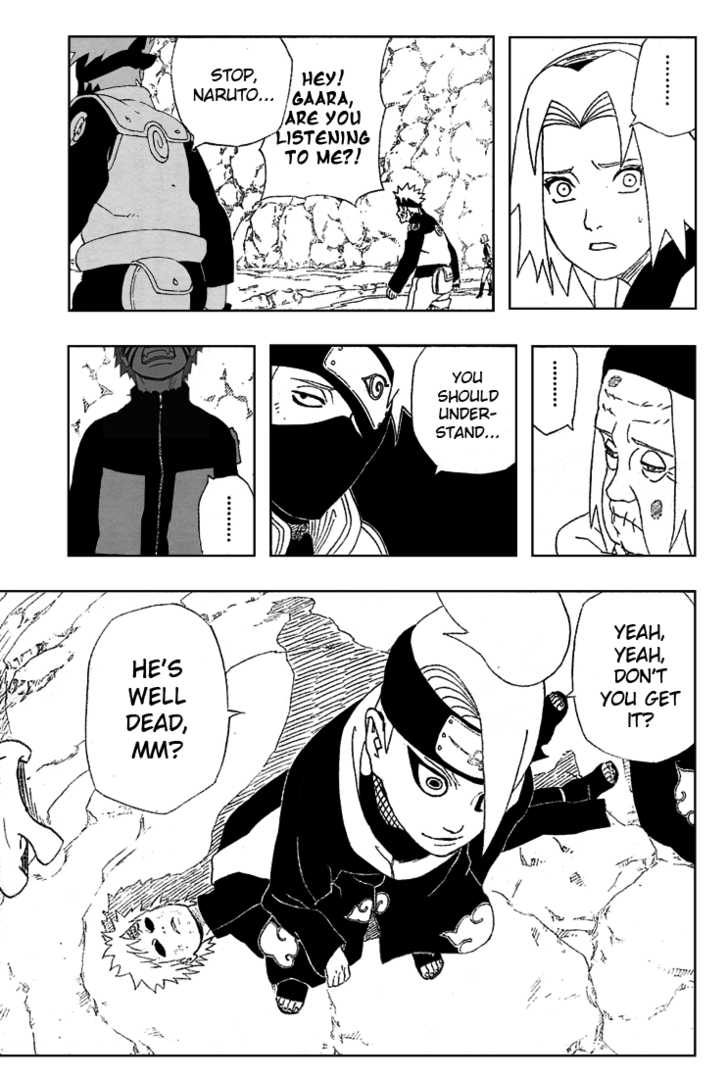 .........
HEY!
GAARA,
ARE YOU
LISTENING
TO ME?!
STOP,
NARUTO...
.........
YOU
SHOULD
UNDER-
STAND...
.........
YEAH,
YEAH,
DON'T
YOU GET
IT?
HE'S
WELL
DEAD,
MM?